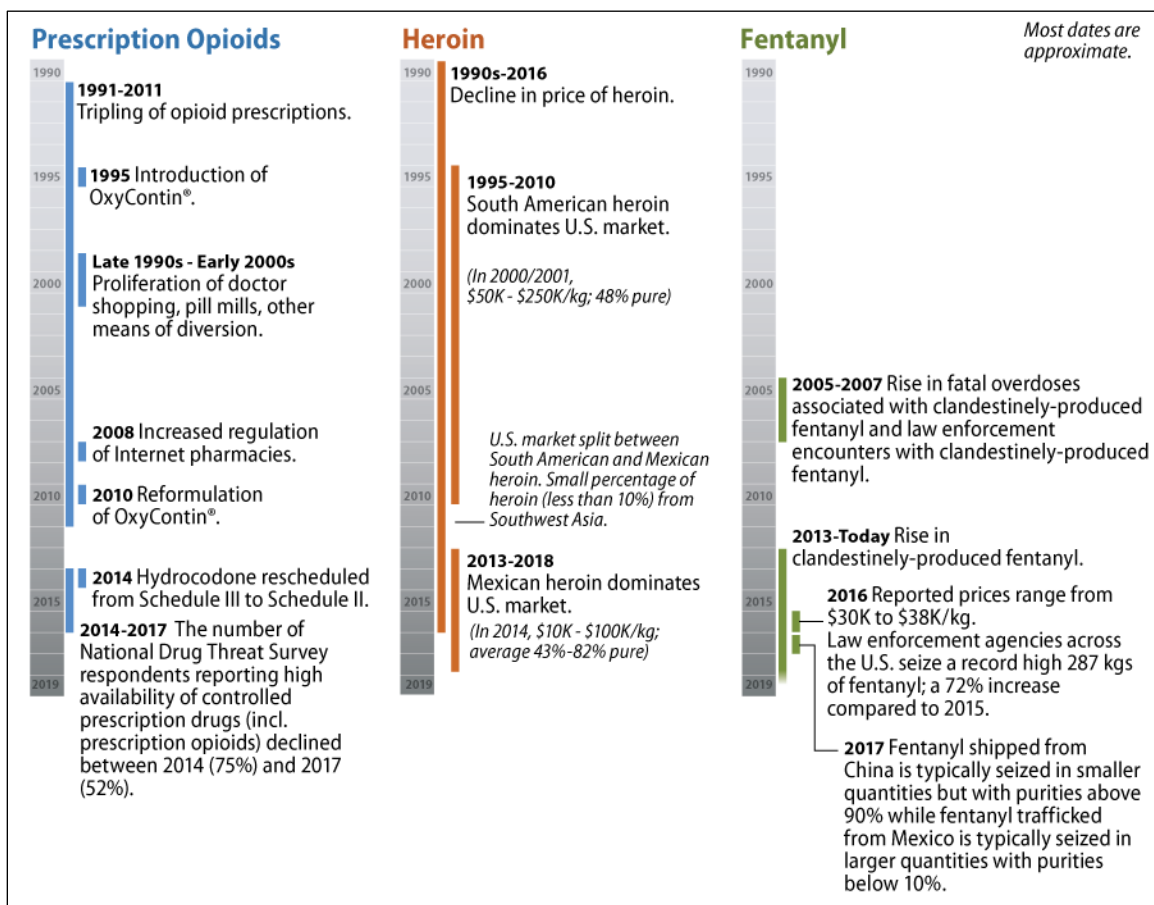 Prescription Opioids
Heroin
Fentanyl
Most dates are
approximate.
1990
1995
2000
2005
2010
2015
2019
1991-2011
Tripling of opioid prescriptions.
1995 Introduction of
OxyContin®.
Late 1990s - Early 2000s
Proliferation of doctor
shopping, pill mills, other
means of diversion.
2008 Increased regulation
of Internet pharmacies.
2010 Reformulation
of OxyContin®.
2014 Hydrocodone rescheduled
from Schedule III to Schedule II.
2014-2017 The number of
National Drug Threat Survey
respondents reporting high
availability of controlled
prescription drugs (incl.
prescription opioids) declined
between 2014 (75%) and 2017
(52%).
1990
1995
2000
2005
2010
2015
2019
1990s-2016
Decline in price of heroin.
1995-2010
South American heroin
dominates U.S. market.
(In 2000/2001,
$50K - $250K/kg; 48% pure)
U.S. market split between
South American and Mexican
heroin. Small percentage of
heroin (less than 10%) from
Southwest Asia.
2013-2018
Mexican heroin dominates
U.S. market.
(In 2014, $10K - $100K/kg;
average 43%-82% pure)
1990
1995
2000
2005
2010
2015
2019
2005-2007 Rise in fatal overdoses
associated with clandestinely-produced
fentanyl and law enforcement
encounters with clandestinely-produced
fentanyl.
2013-Today Rise in
clandestinely-produced fentanyl.
2016 Reported prices range from
$30K to $38K/kg.
Law enforcement agencies across
the U.S. seize a record high 287 kgs
of fentanyl; a 72% increase
compared to 2015.
2017 Fentanyl shipped from
China is typically seized in smaller
quantities but with purities above
90% while fentanyl trafficked
from Mexico is typically seized in
larger quantities with purities
below 10%.